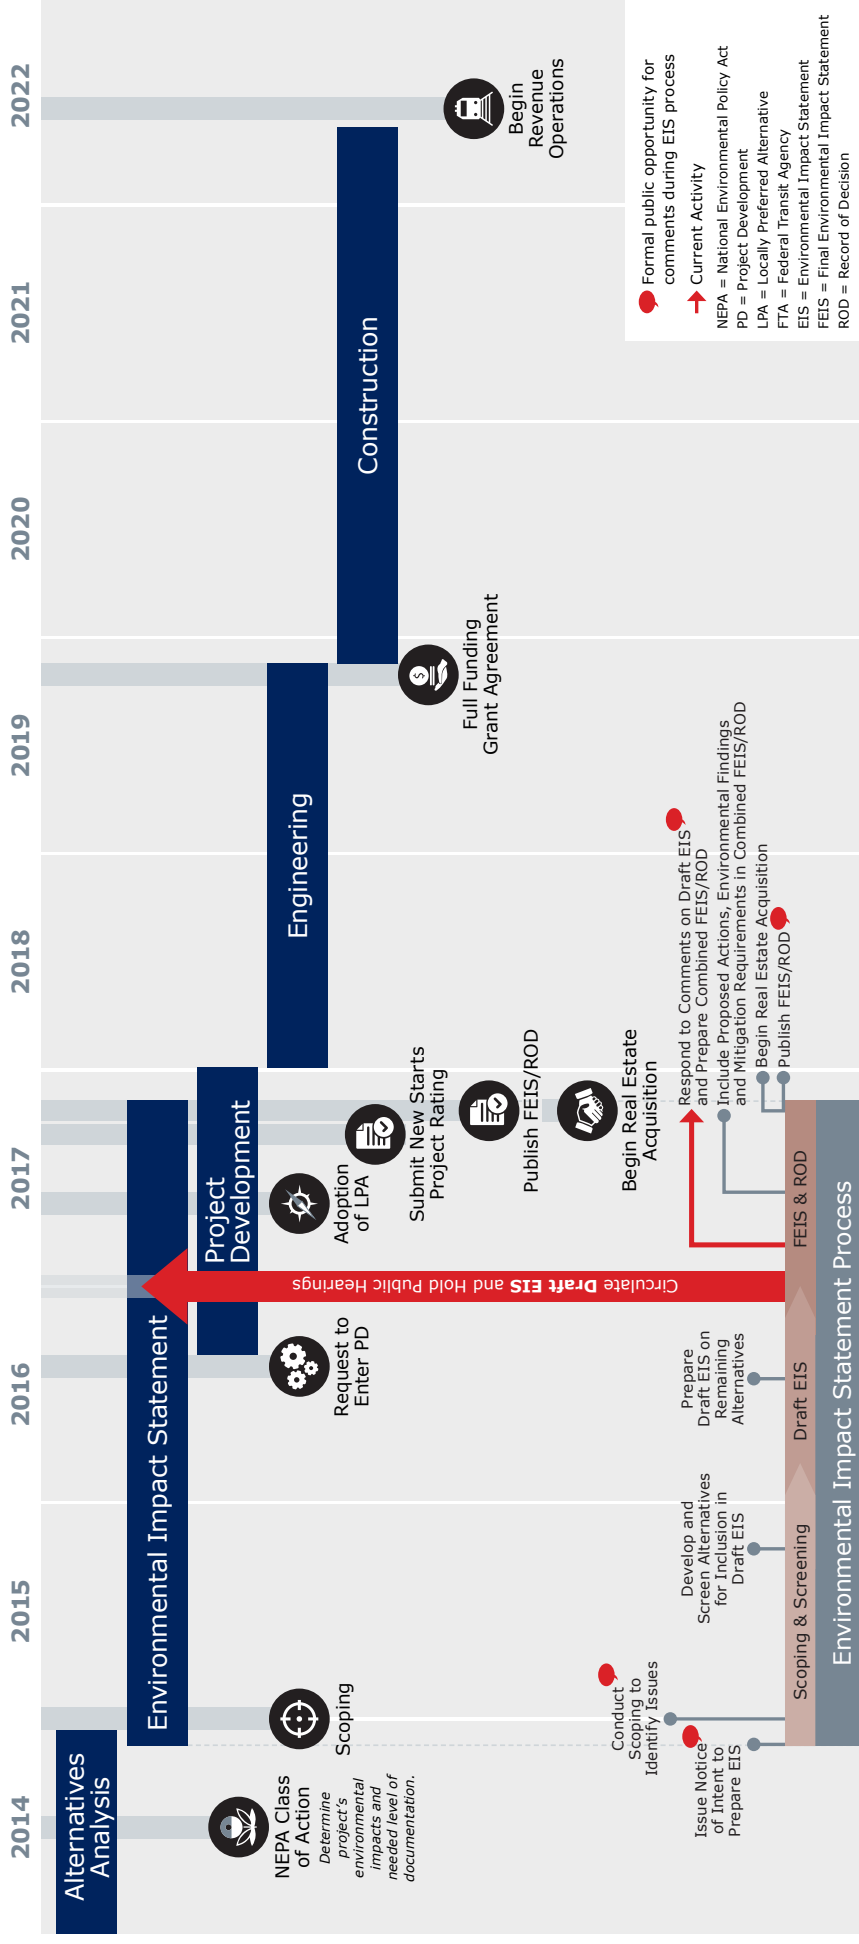 2014
2015
2016
2017
2018
2019
2020
2021
2022
Alternatives
Analysis
Environmental Impact Statement
Project
Development
Engineering
Construction
NEPA Class
of Action
Determine
project's
environmental
impacts and
needed level of
documentation.
Scoping
Request to
Enter PD
Adoption
of LPA
Submit New Starts
Project Rating
Publish FEIS/ROD
Begin Real Estate
Acquisition
Full Funding
Grant Agreement
Begin
Revenue
Operations
Circulate Draft EIS and Hold Public Hearings
Issue Notice
of Intent to
Prepare EIS
Conduct
Scoping to
Identify Issues
Develop and
Screen Alternatives
for Inclusion in
Draft EIS
Prepare
Draft EIS on
Remaining
Alternatives
Respond to Comments on Draft EIS
and Prepare Combined FEIS/ROD
Include Proposed Actions, Environmental Findings
and Mitigation Requirements in Combined FEIS/ROD
Begin Real Estate Acquisition
Publish FEIS/ROD
Scoping & Screening
Draft EIS
FEIS & ROD
Environmental Impact Statement Process
Formal public opportunity for
comments during EIS process
Current Activity
NEPA = National Environmental Policy Act
PD = Project Development
LPA = Locally Preferred Alternative
FTA = Federal Transit Agency
EIS = Environmental Impact Statement
FEIS = Final Environmental Impact Statement
ROD = Record of Decision